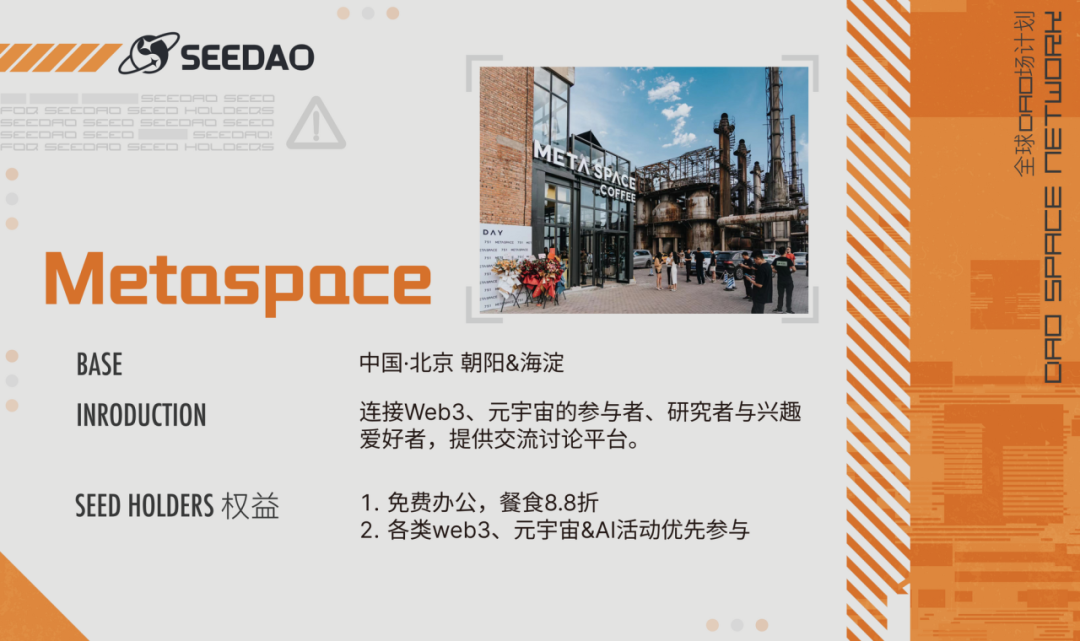 SEEDAO
SEEDAO SEED
FOR SEEDAO SEED HOLDERS
SEEDAO SEED SEEDAO SEED
SEEDAO SEED SEEDAO!
FOR SEEDAO SEED HOLDERS
META SPACE
COFFEE
DAY
全球DAO场计划
DAO SPACE NETWORK
Metaspace
BASE
中国·北京 朝阳&海淀
INRODUCTION
连接Web3、元宇宙的参与者、研究者与兴趣
爱好者，提供交流讨论平台。
SEED HOLDERS 权益
1. 免费办公，餐食8.8折
2. 各类web3、元宇宙&AI活动优先参与